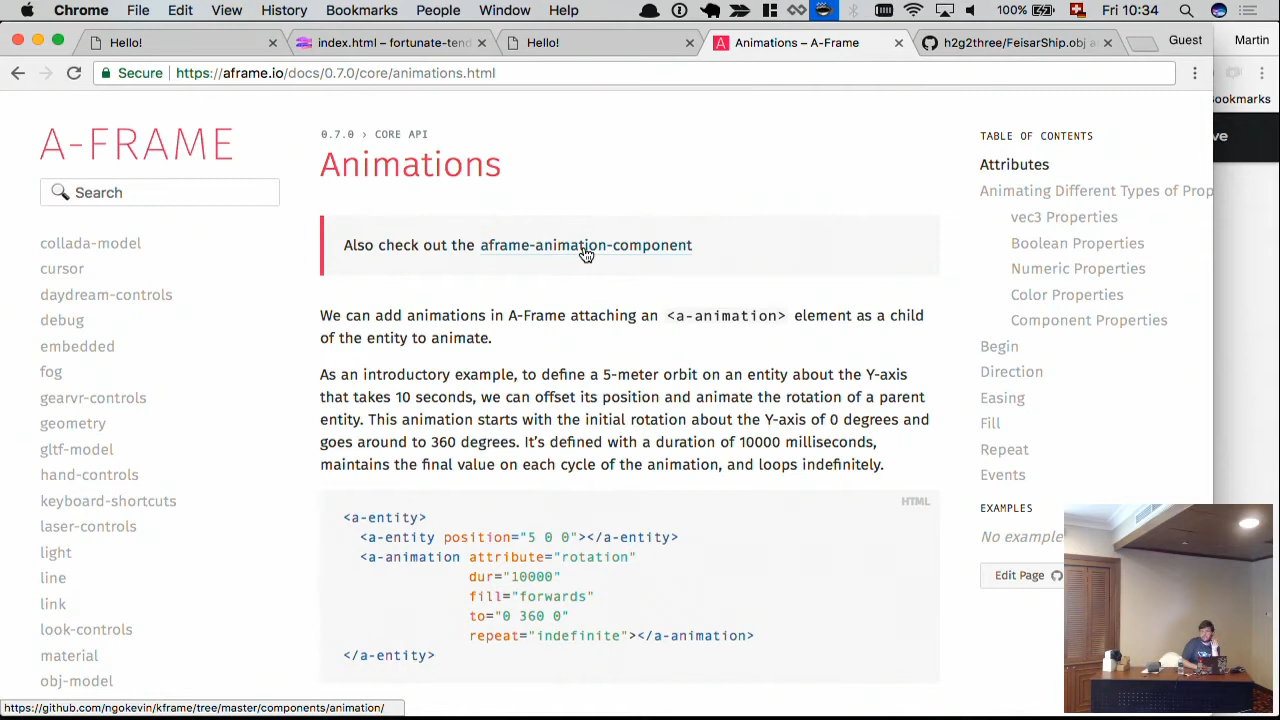 Chrome File Edit View History Bookmarks People Window Help 100% Fri 10:34
Hello! index.html – fortunate-tend Hello! Animations – A-Frame h2g2three/FeisarShip.obj a Guest Martin
Secure https://aframe.io/docs/0.7.0/core/animations.html
ookmarks
ve
A-FRAME
Search
collada-model
cursor
daydream-controls
debug
embedded
fog
gearvr-controls
geometry
gltf-model
hand-controls
keyboard-shortcuts
laser-controls
light
line
link
look-controls
material
obj-model
0.7.0 › CORE API
Animations
Also check out the aframe-animation-component
We can add animations in A-Frame attaching an <a-animation> element as a child
of the entity to animate.
As an introductory example, to define a 5-meter orbit on an entity about the Y-axis
that takes 10 seconds, we can offset its position and animate the rotation of a parent
entity. This animation starts with the initial rotation about the Y-axis of 0 degrees and
goes around to 360 degrees. It’s defined with a duration of 10000 milliseconds,
maintains the final value on each cycle of the animation, and loops indefinitely.
HTML
<a-entity>
<a-entity position="5 0 0"></a-entity>
<a-animation attribute="rotation"
dur="10000"
fill="forwards"
to="0 360 0"
repeat="indefinite"></a-animation>
</a-entity>
TABLE OF CONTENTS
Attributes
Animating Different Types of Prop
vec3 Properties
Boolean Properties
Numeric Properties
Color Properties
Component Properties
Begin
Direction
Easing
Fill
Repeat
Events
EXAMPLES
No example
Edit Page
https://github.com/ngokevin/kframe/tree/master/components/animation/